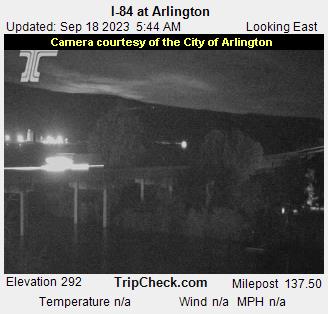 I-84 at Arlington
Updated: Sep 18 2023 5:44 AM Looking East
Camera courtesy of the City of Arlington
Elevation 292 TripCheck.com Milepost 137.50
Temperature n/a Wind n/a MPH n/a